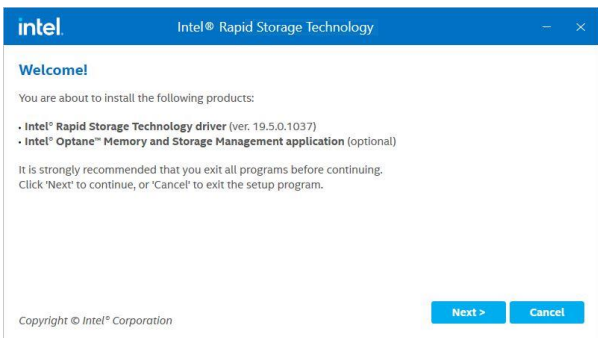 intel.
Intel® Rapid Storage Technology
Welcome!
You are about to install the following products:
• Intel® Rapid Storage Technology driver (ver. 19.5.0.1037)
• Intel® Optane™ Memory and Storage Management application (optional)
It is strongly recommended that you exit all programs before continuing.
Click 'Next' to continue, or 'Cancel' to exit the setup program.
Next >
Cancel
Copyright © Intel® Corporation